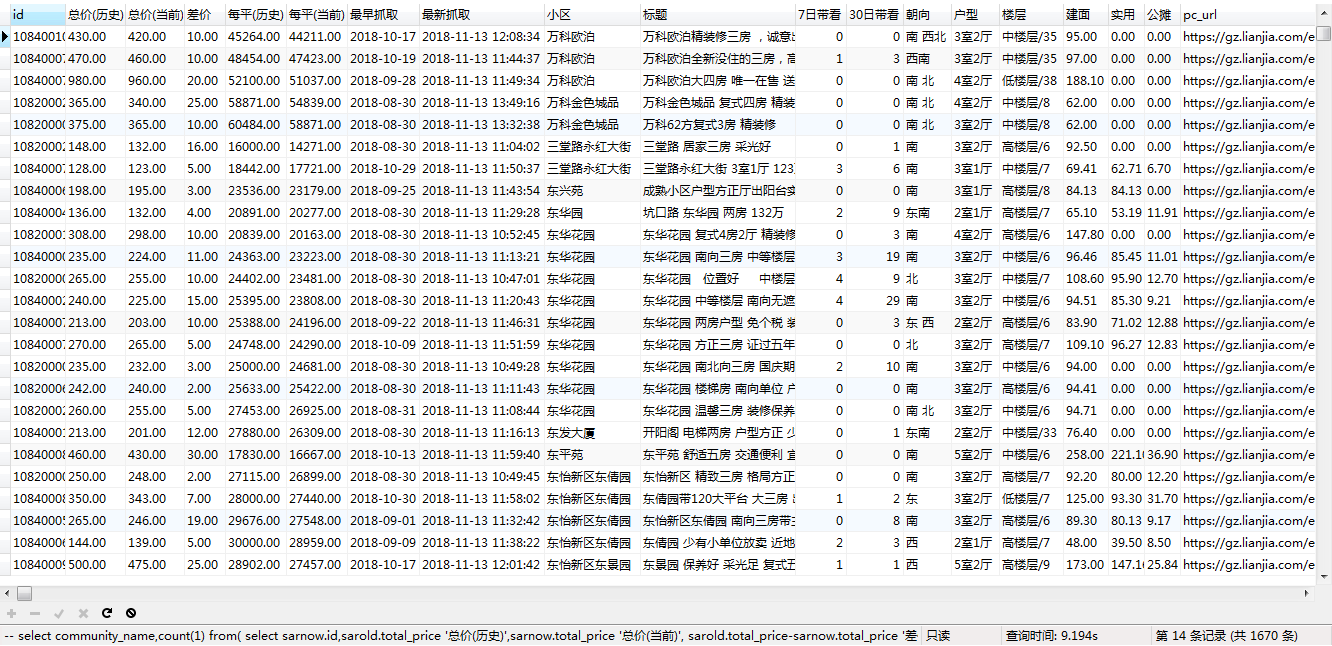 id 总价(历史) 总价(当前) 差价 每平(历史) 每平(当前) 最早抓取 最新抓取 小区 标题 7日带看 30日带看 朝向 户型 楼层 建面 实用 公摊 pc_url
10840010 430.00 420.00 10.00 45264.00 44211.00 2018-10-17 2018-11-13 12:08:34 万科欧泊 万科欧泊精装修三房 ，诚意出 0 0 南 西北 3室2厅 中楼层/35 95.00 0.00 0.00 https://gz.lianjia.com/e
10840007 470.00 460.00 10.00 48454.00 47423.00 2018-10-19 2018-11-13 11:44:37 万科欧泊 万科欧泊全新没住的三房，高 1 3 西南 3室2厅 中楼层/35 97.00 0.00 0.00 https://gz.lianjia.com/e
10840007 980.00 960.00 20.00 52100.00 51037.00 2018-09-28 2018-11-13 11:49:34 万科欧泊 万科欧泊大四房 唯一在售 送 0 0 南 北 4室2厅 低楼层/38 188.10 0.00 0.00 https://gz.lianjia.com/e
10820002 365.00 340.00 25.00 58871.00 54839.00 2018-08-30 2018-11-13 13:49:16 万科金色城品 万科金色城品 复式四房 精装 0 0 南 北 4室2厅 中楼层/8 62.00 0.00 0.00 https://gz.lianjia.com/e
10820000 375.00 365.00 10.00 60484.00 58871.00 2018-08-30 2018-11-13 13:32:38 万科金色城品 万科62方复式3房 精装修 0 0 南 北 3室2厅 中楼层/8 62.00 0.00 0.00 https://gz.lianjia.com/e
10820002 148.00 132.00 16.00 16000.00 14271.00 2018-08-30 2018-11-13 11:04:02 三堂路永红大街 三堂路 居家三房 采光好 0 1 南 3室2厅 高楼层/6 92.50 0.00 0.00 https://gz.lianjia.com/e
10840007 128.00 123.00 5.00 18442.00 17721.00 2018-10-29 2018-11-13 11:50:37 三堂路永红大街 三堂路永红大街 3室1厅 123万 3 6 南 3室1厅 中楼层/7 69.41 62.71 6.70 https://gz.lianjia.com/e
10840006 198.00 195.00 3.00 23536.00 23179.00 2018-09-25 2018-11-13 11:43:54 东兴苑 成熟小区户型方正厅出阳台实 0 0 南 3室1厅 高楼层/8 84.13 84.13 0.00 https://gz.lianjia.com/e
10840004 136.00 132.00 4.00 20891.00 20277.00 2018-08-30 2018-11-13 11:29:28 东华园 坑口路 东华园 两房 132万 2 9 东南 2室1厅 高楼层/7 65.10 53.19 11.91 https://gz.lianjia.com/e
10820001 308.00 298.00 10.00 20839.00 20163.00 2018-08-30 2018-11-13 10:52:45 东华花园 东华花园 复式4房2厅 精装修 0 3 南 4室2厅 高楼层/6 147.80 0.00 0.00 https://gz.lianjia.com/e
10840000 235.00 224.00 11.00 24363.00 23223.00 2018-08-30 2018-11-13 11:13:21 东华花园 东华花园 南向三房 中等楼层 3 19 南 3室2厅 中楼层/6 96.46 85.45 11.01 https://gz.lianjia.com/e
10820000 265.00 255.00 10.00 24402.00 23481.00 2018-08-30 2018-11-13 10:47:01 东华花园 东华花园 位置好 中楼层 4 9 北 3室2厅 中楼层/7 108.60 95.90 12.70 https://gz.lianjia.com/e
10840002 240.00 225.00 15.00 25395.00 23808.00 2018-08-30 2018-11-13 11:20:43 东华花园 东华花园 中等楼层 南向无遮 4 29 南 3室2厅 中楼层/6 94.51 85.30 9.21 https://gz.lianjia.com/e
10840007 213.00 203.00 10.00 25388.00 24196.00 2018-09-22 2018-11-13 11:46:31 东华花园 东华花园 两房户型 免个税 装 0 3 东 西 2室2厅 高楼层/6 83.90 71.02 12.88 https://gz.lianjia.com/e
10840007 270.00 265.00 5.00 24748.00 24290.00 2018-10-09 2018-11-13 11:51:59 东华花园 东华花园 方正三房 证过五年 0 0 北 3室2厅 高楼层/7 109.10 96.27 12.83 https://gz.lianjia.com/e
10820000 235.00 232.00 3.00 25000.00 24681.00 2018-08-30 2018-11-13 10:49:28 东华花园 东华花园 南北向三房 国庆期 2 10 南 3室2厅 高楼层/6 94.00 0.00 0.00 https://gz.lianjia.com/e
10820006 242.00 240.00 2.00 25633.00 25422.00 2018-08-30 2018-11-13 11:11:43 东华花园 东华花园 楼梯房 南向单位 户 0 0 南 3室2厅 高楼层/6 94.41 0.00 0.00 https://gz.lianjia.com/e
10820002 260.00 255.00 5.00 27453.00 26925.00 2018-08-31 2018-11-13 11:08:44 东华花园 东华花园 温馨三房 装修保养 0 0 南 北 3室2厅 中楼层/6 94.71 0.00 0.00 https://gz.lianjia.com/e
10840001 213.00 201.00 12.00 27880.00 26309.00 2018-08-30 2018-11-13 11:16:13 东发大厦 开阳阁 电梯两房 户型方正 少 0 1 东南 2室2厅 中楼层/33 76.40 0.00 0.00 https://gz.lianjia.com/e
10840008 460.00 430.00 30.00 17830.00 16667.00 2018-10-13 2018-11-13 11:59:40 东平苑 东平苑 舒适五房 交通便利 宜 0 0 南 5室2厅 中楼层/6 258.00 221.10 36.90 https://gz.lianjia.com/e
10820000 250.00 248.00 2.00 27115.00 26899.00 2018-08-30 2018-11-13 10:49:45 东怡新区东倩园 东怡新区 精致三房 格局方正 0 0 南 3室2厅 高楼层/7 92.20 80.00 12.20 https://gz.lianjia.com/e
10840008 350.00 343.00 7.00 28000.00 27440.00 2018-10-30 2018-11-13 11:58:02 东怡新区东倩园 东倩园带120大平台 大三房 出 1 2 东 3室2厅 低楼层/7 125.00 93.30 31.70 https://gz.lianjia.com/e
10840005 265.00 246.00 19.00 29676.00 27548.00 2018-09-01 2018-11-13 11:32:42 东怡新区东倩园 东怡新区东倩园 南向三房带主 0 8 南 3室2厅 高楼层/6 89.30 80.13 9.17 https://gz.lianjia.com/e
10840006 144.00 139.00 5.00 30000.00 28959.00 2018-09-09 2018-11-13 11:38:22 东怡新区东倩园 东倩园 少有小单位放卖 近地 2 3 西 2室1厅 高楼层/7 48.00 39.50 8.50 https://gz.lianjia.com/e
10840009 500.00 475.00 25.00 28902.00 27457.00 2018-10-17 2018-11-13 12:01:42 东怡新区东景园 东景园 保养好 采光足 复式五 1 1 西 5室2厅 高楼层/9 173.00 147.16 25.84 https://gz.lianjia.com/e
-- select community_name,count(1) from( select sarnow.id,sarold.total_price '总价(历史)',sarnow.total_price '总价(当前)', sarold.total_price-sarnow.total_price '差 只读 查询时间: 9.194s 第 14 条记录 (共 1670 条)